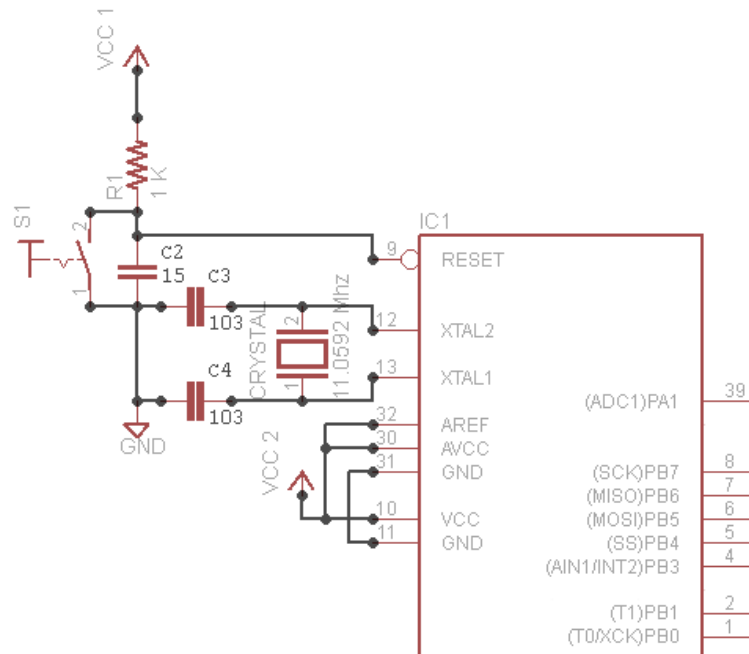 VCC 1
R1
1 K
S1
2
1
C2
15
C3
103
C4
103
GND
CRYSTAL
2
1
11.0592 Mhz
VCC 2
IC1
9 RESET
12 XTAL2
13 XTAL1
32 AREF
30 AVCC
31 GND
10 VCC
11 GND
(ADC1)PA1 39
(SCK)PB7 8
(MISO)PB6 7
(MOSI)PB5 6
(SS)PB4 5
(AIN1/INT2)PB3 4
(T1)PB1 2
(T0/XCK)PB0 1